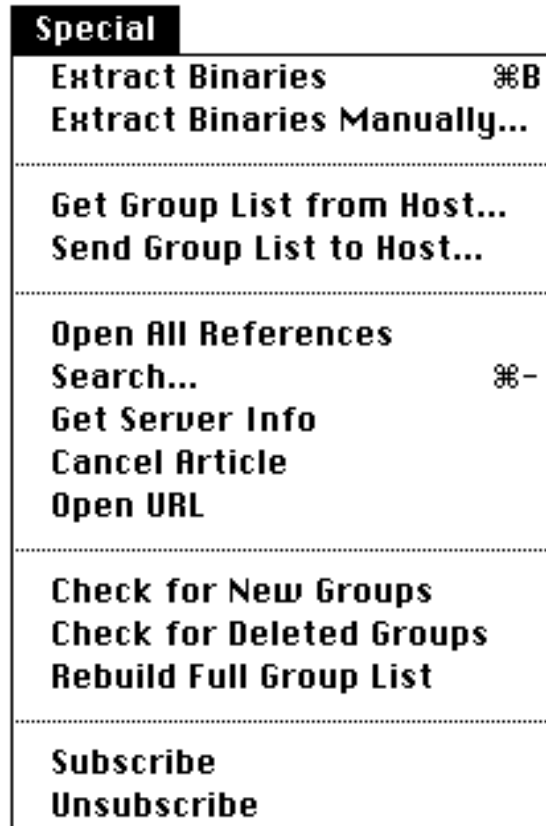 Special
Extract Binaries ⌘B
Extract Binaries Manually...
Get Group List from Host...
Send Group List to Host...
Open All References
Search... ⌘-
Get Server Info
Cancel Article
Open URL
Check for New Groups
Check for Deleted Groups
Rebuild Full Group List
Subscribe
Unsubscribe